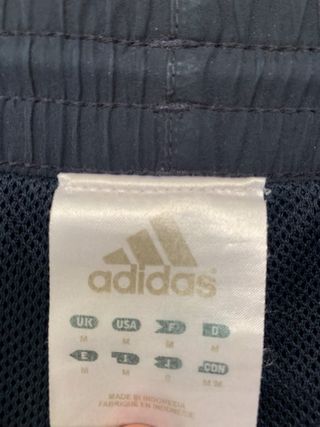 adidas
UK USA F D
M M M M
E I J CDN
M M O M/M
MADE IN INDONESIA
FABRIQUE EN INDONESIE